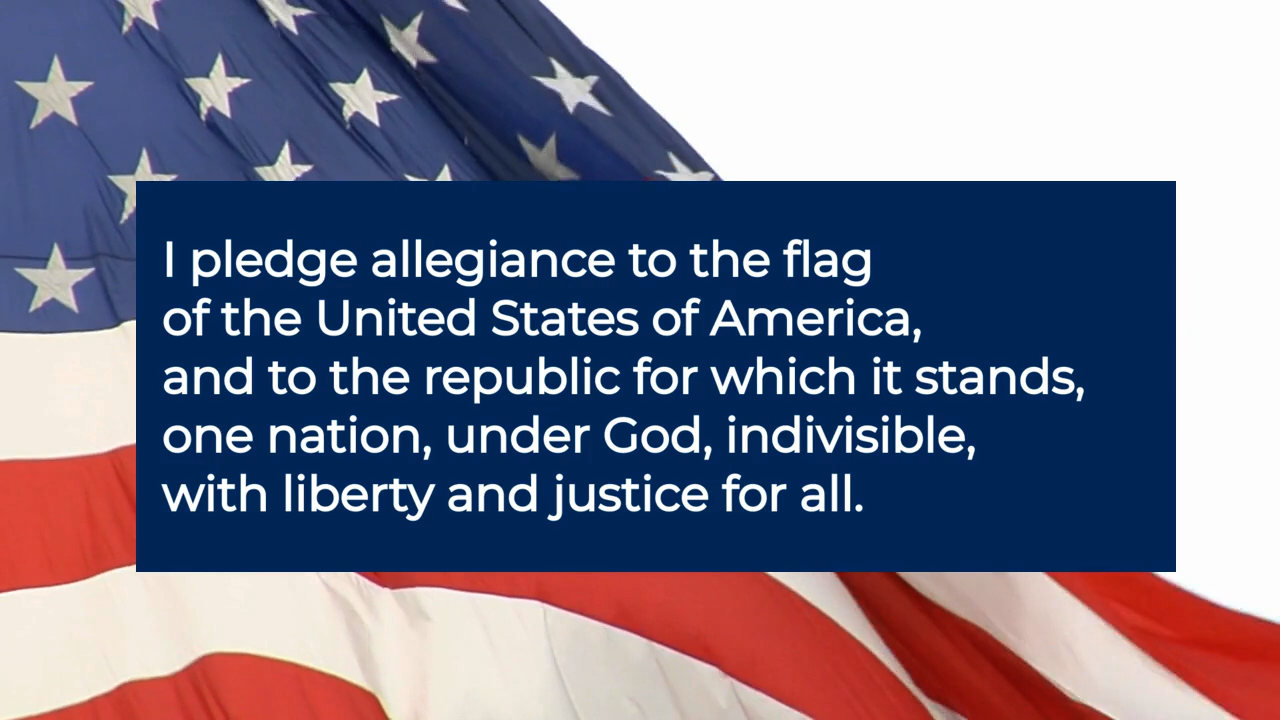 I pledge allegiance to the flag
of the United States of America,
and to the republic for which it stands,
one nation, under God, indivisible,
with liberty and justice for all.